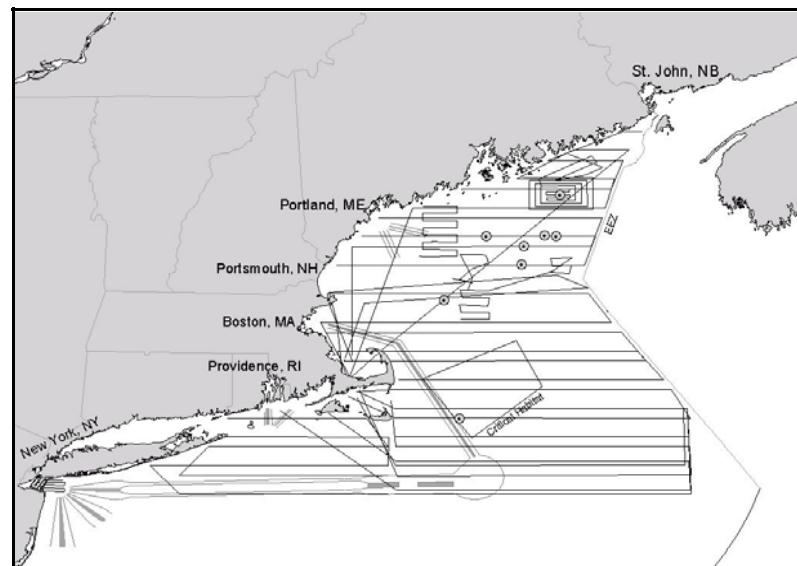 St. John, NB
Portland, ME
EEZ
Portsmouth, NH
Boston, MA
Providence, RI
Critical Habitat
New York, NY